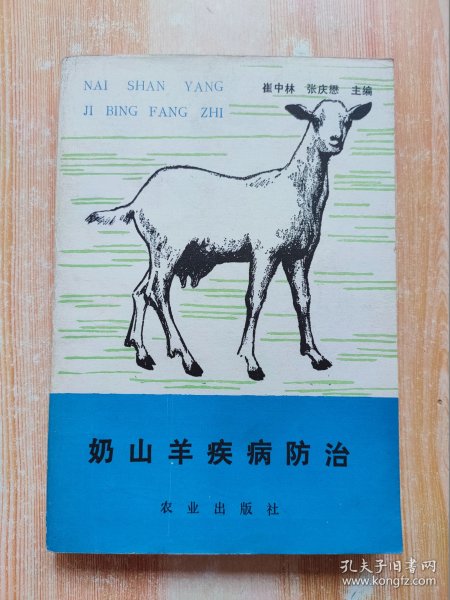 NAI SHAN YANG
JI BING FANG ZHI
崔中林 张庆懋 主编
奶山羊疾病防治
农业出版社
孔夫子旧书网
www.kongfz.com